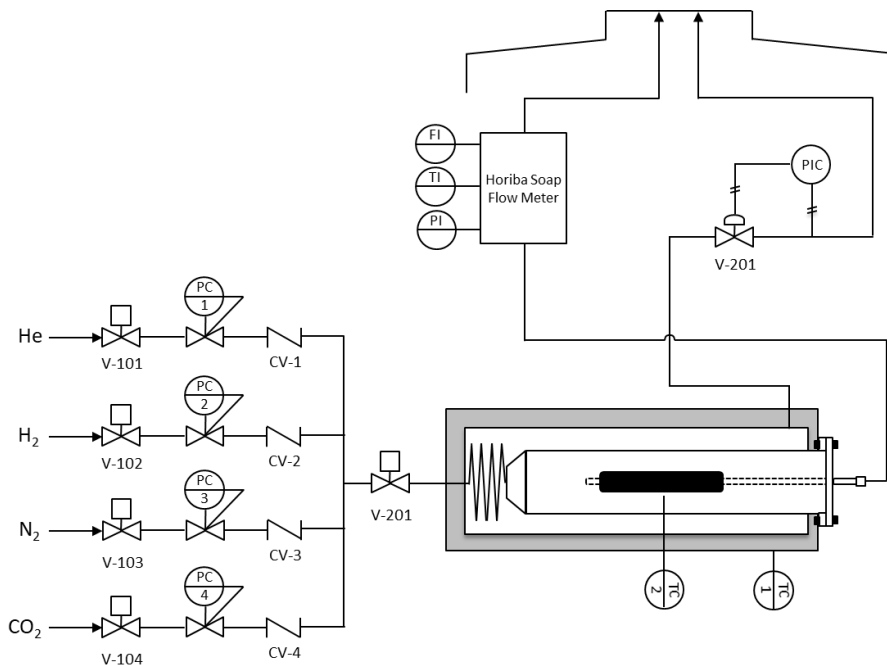 FI
TI
PI
Horiba Soap
Flow Meter
PIC
V-201
He
V-101
PC
1
CV-1
H₂
V-102
PC
2
CV-2
N₂
V-103
PC
3
CV-3
CO₂
V-104
PC
4
CV-4
V-201
TC
2
TC
1